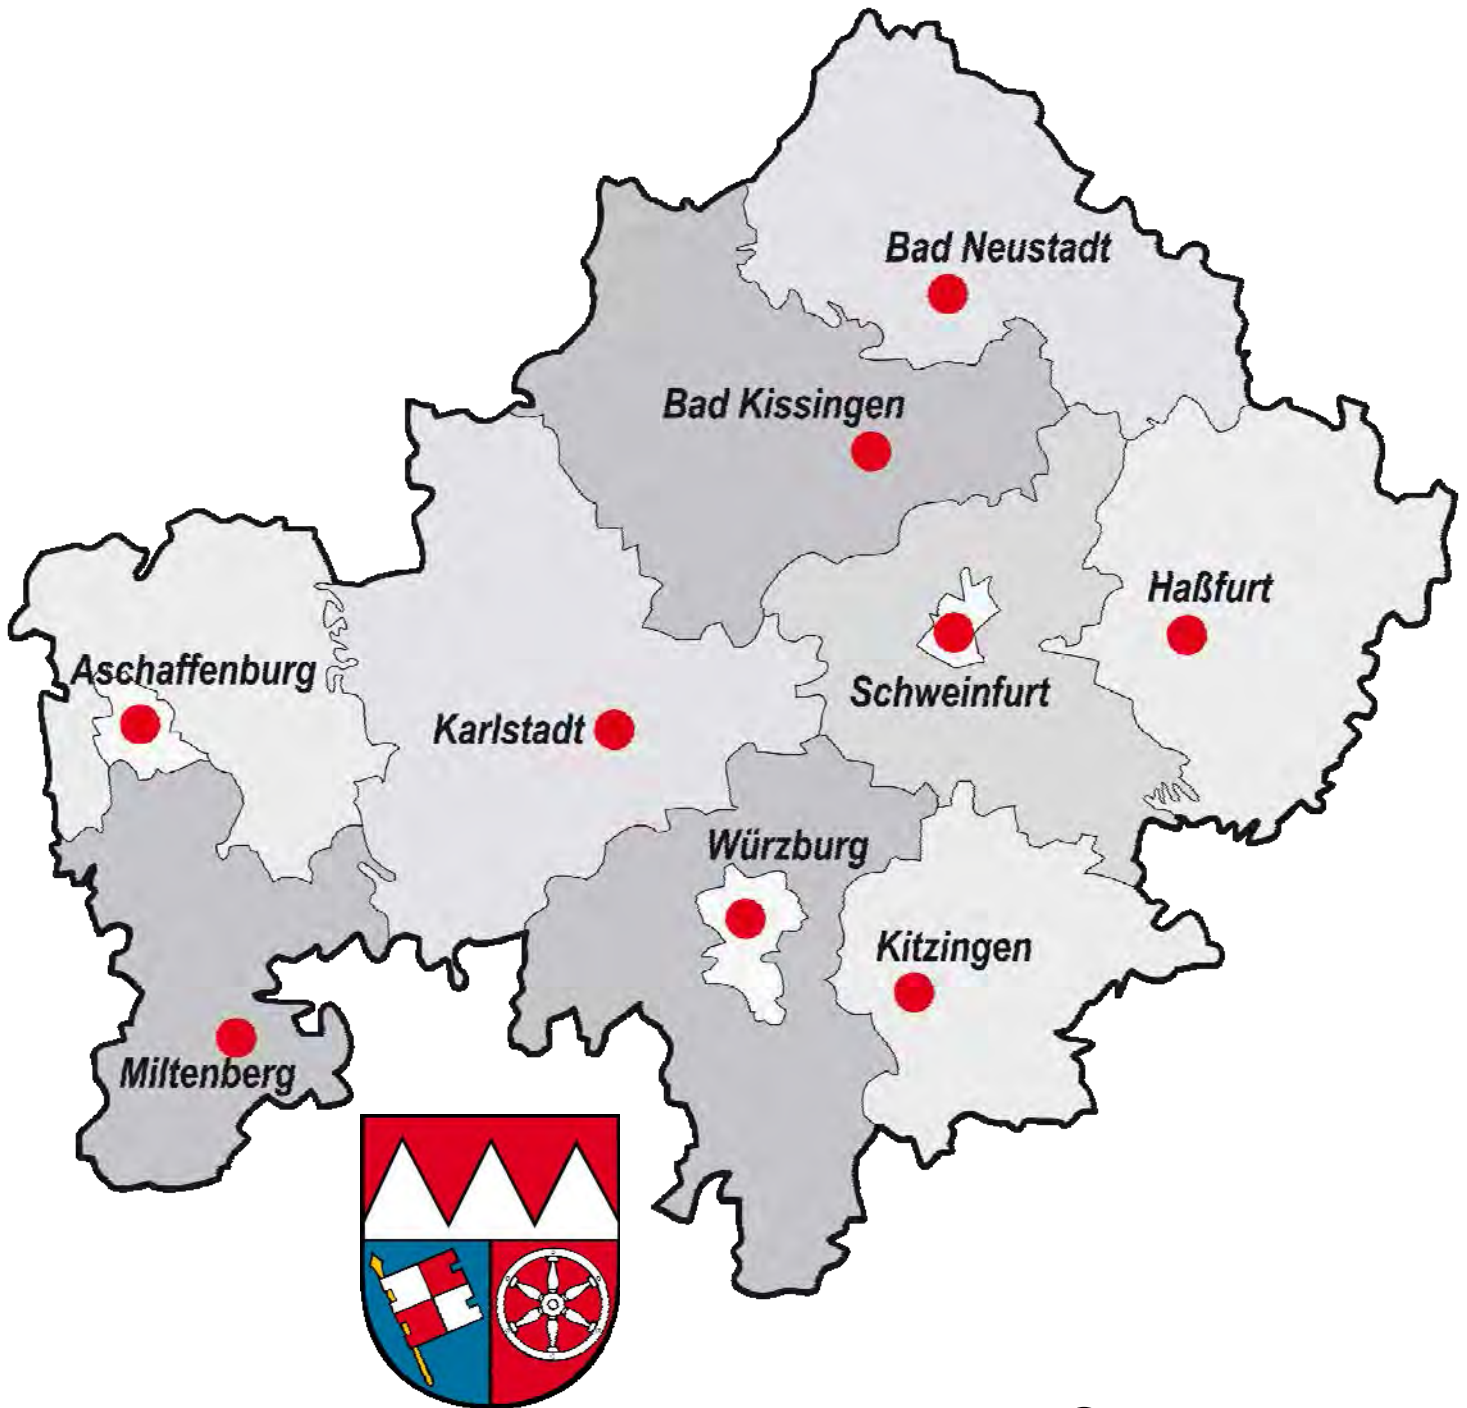 Bad Neustadt
Bad Kissingen
Haßfurt
Aschaffenburg
Schweinfurt
Karlstadt
Würzburg
Kitzingen
Miltenberg